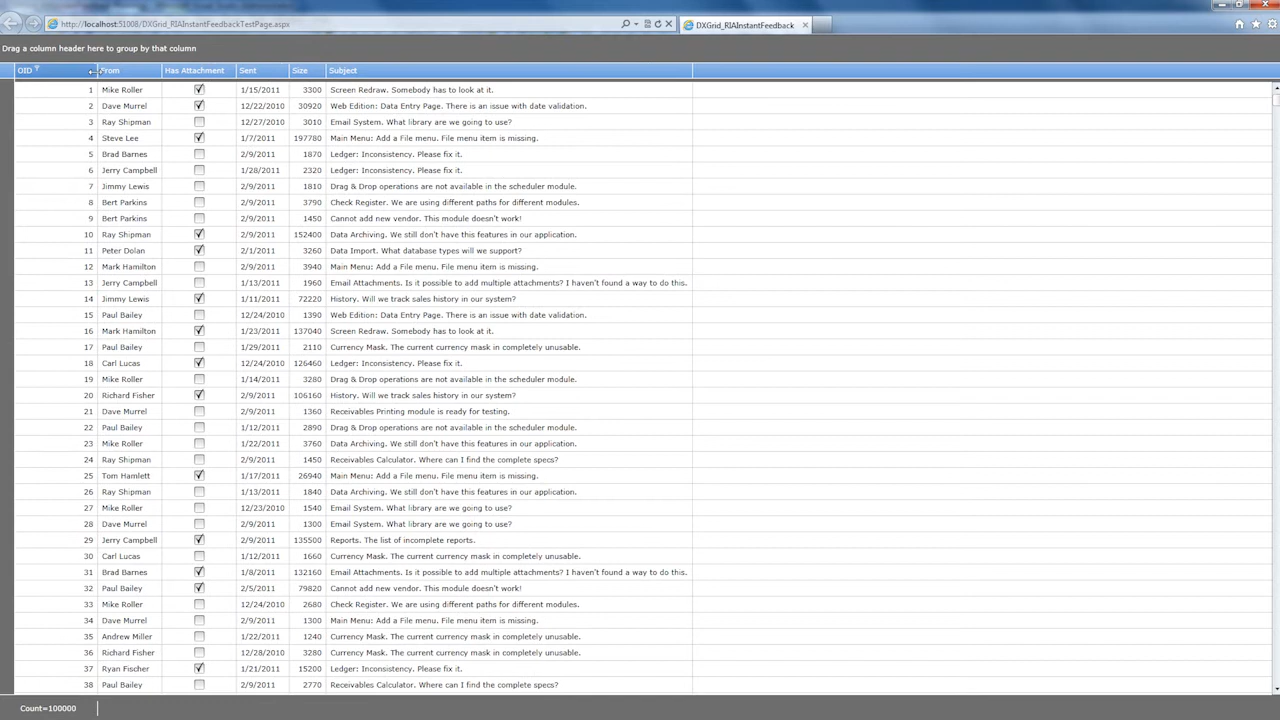 http://localhost:51008/DXGrid_RIAInstantFeedbackTestPage.aspx DXGrid_RIAInstantFeedback
Drag a column header here to group by that column
OID From Has Attachment Sent Size Subject
1 Mike Roller 1/15/2011 3300 Screen Redraw. Somebody has to look at it.
2 Dave Murrel 12/22/2010 30920 Web Edition: Data Entry Page. There is an issue with date validation.
3 Ray Shipman 12/27/2010 3010 Email System. What library are we going to use?
4 Steve Lee 1/7/2011 197780 Main Menu: Add a File menu. File menu item is missing.
5 Brad Barnes 2/9/2011 1870 Ledger: Inconsistency. Please fix it.
6 Jerry Campbell 1/28/2011 2320 Ledger: Inconsistency. Please fix it.
7 Jimmy Lewis 2/9/2011 1810 Drag & Drop operations are not available in the scheduler module.
8 Bert Parkins 2/9/2011 3790 Check Register. We are using different paths for different modules.
9 Bert Parkins 2/9/2011 1450 Cannot add new vendor. This module doesn't work!
10 Ray Shipman 2/9/2011 152400 Data Archiving. We still don't have this features in our application.
11 Peter Dolan 2/1/2011 3260 Data Import. What database types will we support?
12 Mark Hamilton 2/9/2011 3940 Main Menu: Add a File menu. File menu item is missing.
13 Jerry Campbell 1/13/2011 1960 Email Attachments. Is it possible to add multiple attachments? I haven't found a way to do this.
14 Jimmy Lewis 1/11/2011 72220 History. Will we track sales history in our system?
15 Paul Bailey 12/24/2010 1390 Web Edition: Data Entry Page. There is an issue with date validation.
16 Mark Hamilton 1/23/2011 137040 Screen Redraw. Somebody has to look at it.
17 Paul Bailey 1/29/2011 2110 Currency Mask. The current currency mask in completely unusable.
18 Carl Lucas 12/24/2010 126460 Ledger: Inconsistency. Please fix it.
19 Mike Roller 1/14/2011 3280 Drag & Drop operations are not available in the scheduler module.
20 Richard Fisher 2/9/2011 106160 History. Will we track sales history in our system?
21 Dave Murrel 2/9/2011 1360 Receivables Printing module is ready for testing.
22 Paul Bailey 1/12/2011 2890 Drag & Drop operations are not available in the scheduler module.
23 Mike Roller 1/22/2011 3760 Data Archiving. We still don't have this features in our application.
24 Ray Shipman 2/9/2011 1450 Receivables Calculator. Where can I find the complete specs?
25 Tom Hamlett 1/17/2011 26940 Main Menu: Add a File menu. File menu item is missing.
26 Ray Shipman 1/13/2011 1840 Data Archiving. We still don't have this features in our application.
27 Mike Roller 12/23/2010 1540 Email System. What library are we going to use?
28 Dave Murrel 2/9/2011 1300 Email System. What library are we going to use?
29 Jerry Campbell 2/9/2011 135500 Reports. The list of incomplete reports.
30 Carl Lucas 1/12/2011 1660 Currency Mask. The current currency mask in completely unusable.
31 Brad Barnes 1/8/2011 132160 Email Attachments. Is it possible to add multiple attachments? I haven't found a way to do this.
32 Paul Bailey 2/5/2011 79820 Cannot add new vendor. This module doesn't work!
33 Mike Roller 12/24/2010 2680 Check Register. We are using different paths for different modules.
34 Dave Murrel 2/9/2011 1300 Main Menu: Add a File menu. File menu item is missing.
35 Andrew Miller 1/22/2011 1240 Currency Mask. The current currency mask in completely unusable.
36 Richard Fisher 12/28/2010 3280 Currency Mask. The current currency mask in completely unusable.
37 Ryan Fischer 1/21/2011 15200 Ledger: Inconsistency. Please fix it.
38 Paul Bailey 2/9/2011 2770 Receivables Calculator. Where can I find the complete specs?
Count=100000